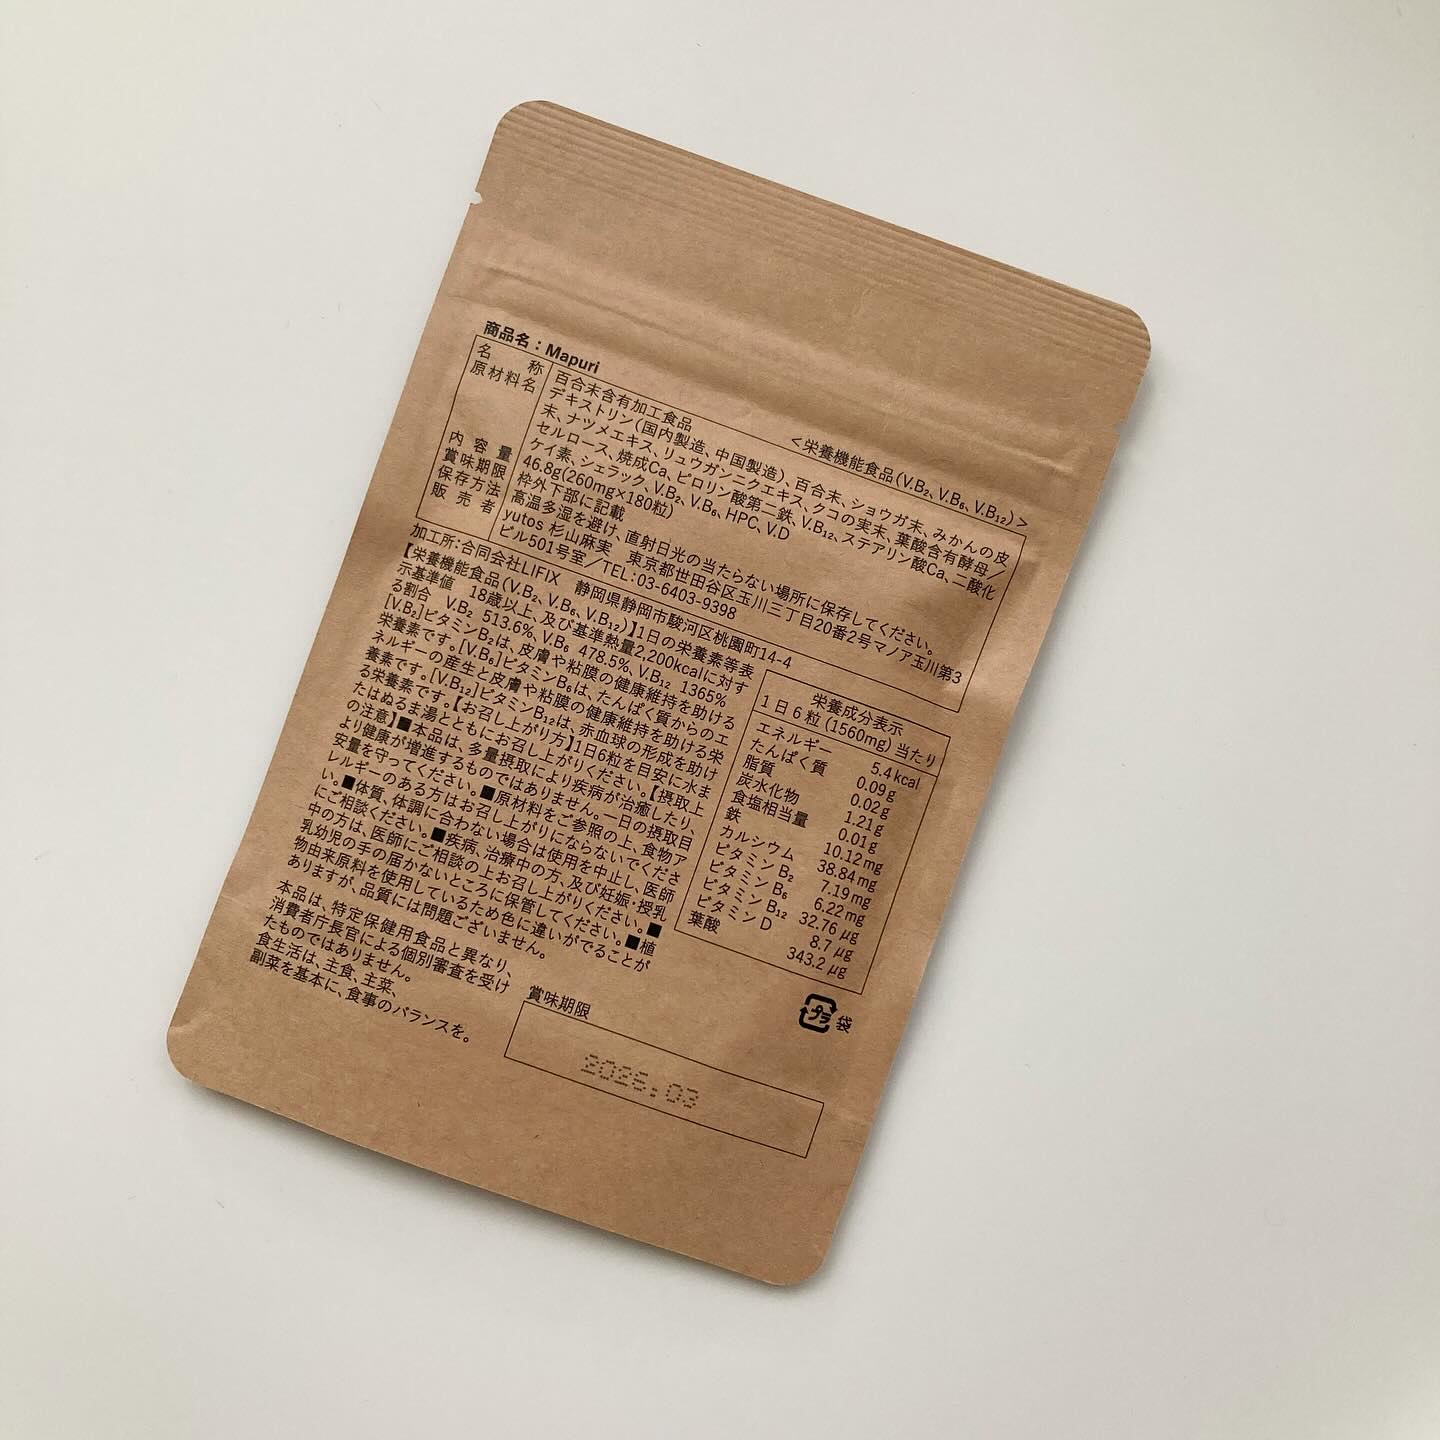 商品名：Mapuri
名称 百合末含有加工食品 <栄養機能食品(V.B₂、V.B₆、V.B₁₂)>
原材料名 デキストリン(国内製造、中国製造)、百合末、ショウガ末、みかんの皮
末、ナツメエキス、リュウガンニクエキス、クコの実末、葉酸含有酵母／
セルロース、焼成Ca、ピロリン酸第二鉄、V.B₁₂、ステアリン酸Ca、二酸化
ケイ素、シェラック、V.B₂、V.B₆、HPC、V.D
内容量 46.8g(260mg×180粒)
賞味期限 枠外下部に記載
保存方法 高温多湿を避け、直射日光の当たらない場所に保存してください。
販売者 yutos 杉山麻実 東京都世田谷区玉川三丁目20番2号マノア玉川第3
ビル501号室／TEL:03-6403-9398
加工所:合同会社LIFIX 静岡県静岡市駿河区桃園町14-4
【栄養機能食品(V.B₂、V.B₆、V.B₁₂)】1日の栄養素等表
示基準値 18歳以上、及び基準熱量2,200kcalに対す
る割合 V.B₂ 513.6%、V.B₆ 478.5%、V.B₁₂ 1365%
[V.B₂]ビタミンB₂は、皮膚や粘膜の健康維持を助ける
栄養素です。[V.B₆]ビタミンB₆は、たんぱく質からのエ
ネルギーの産生と皮膚や粘膜の健康維持を助ける栄
養素です。[V.B₁₂]ビタミンB₁₂は、赤血球の形成を助け
る栄養素です。【お召し上がり方】1日6粒を目安に水ま
たはぬるま湯とともにお召し上がりください。【摂取上
の注意】■本品は、多量摂取により疾病が治癒したり、
より健康が増進するものではありません。一日の摂取目
安量を守ってください。■原材料をご参照の上、食物ア
レルギーのある方はお召し上がりにならないでくださ
い。■体質、体調に合わない場合は使用を中止し、医師
にご相談ください。■疾病、治療中の方、及び妊娠・授乳
中の方は、医師にご相談の上お召し上がりください。■
乳幼児の手の届かないところに保管してください。■植
物由来原料を使用しているため色に違いがでることが
ありますが、品質には問題ございません。
本品は、特定保健用食品と異なり、
消費者庁長官による個別審査を受け
たものではありません。
食生活は、主食、主菜、
副菜を基本に、食事のバランスを。
栄養成分表示
1日6粒(1560mg)当たり
エネルギー 5.4kcal
たんぱく質 0.09g
脂質 0.02g
炭水化物 1.21g
食塩相当量 0.01g
鉄 10.12mg
カルシウム 38.84mg
ビタミンB₂ 7.19mg
ビタミンB₆ 6.22mg
ビタミンB₁₂ 32.76μg
ビタミンD 8.7μg
葉酸 343.2μg
プラ 袋
賞味期限
2026.03